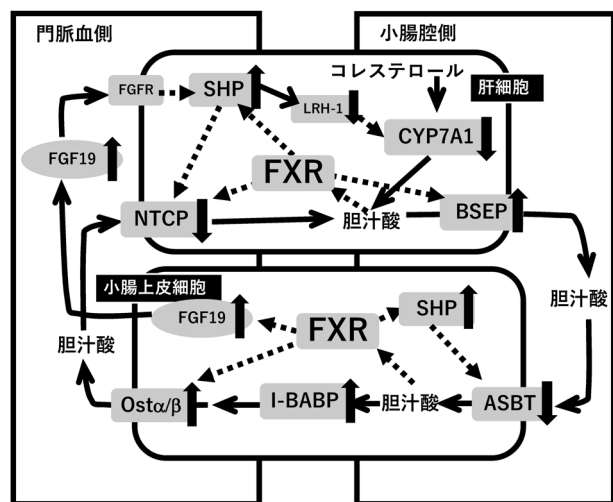 門脈血側
小腸腔側
コレステロール
肝細胞
FGFR
SHP
LRH-1
CYP7A1
FGF19
FXR
NTCP
胆汁酸
BSEP
胆汁酸
小腸上皮細胞
FGF19
SHP
FXR
胆汁酸
Ostα/β
I-BABP
胆汁酸
ASBT